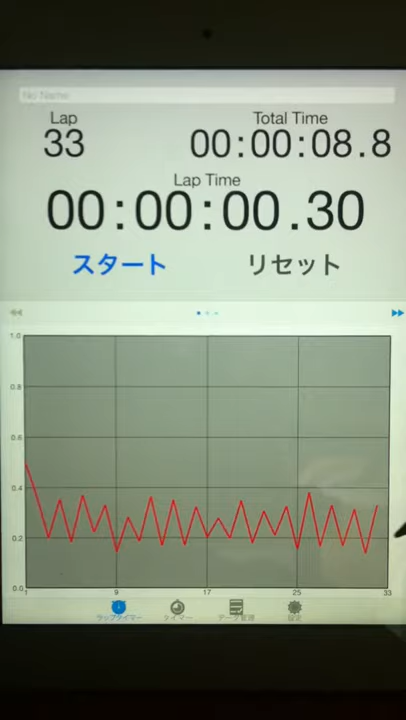 No Name
Lap
Total Time
33
00:00:08.8
Lap Time
00:00:00.30
スタート
リセット
1.0
0.8
0.6
0.4
0.2
0.0
1
9
17
25
33
ラップタイマー
タイマー
データ管理
設定